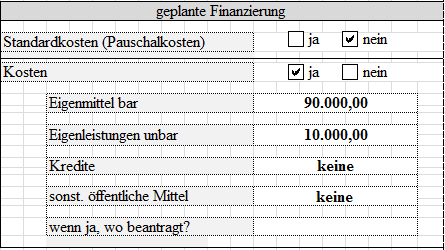 geplante Finanzierung
Standardkosten (Pauschalkosten) ja nein
Kosten ja nein
Eigenmittel bar 90.000,00
Eigenleistungen unbar 10.000,00
Kredite keine
sonst. öffentliche Mittel keine
wenn ja, wo beantragt?